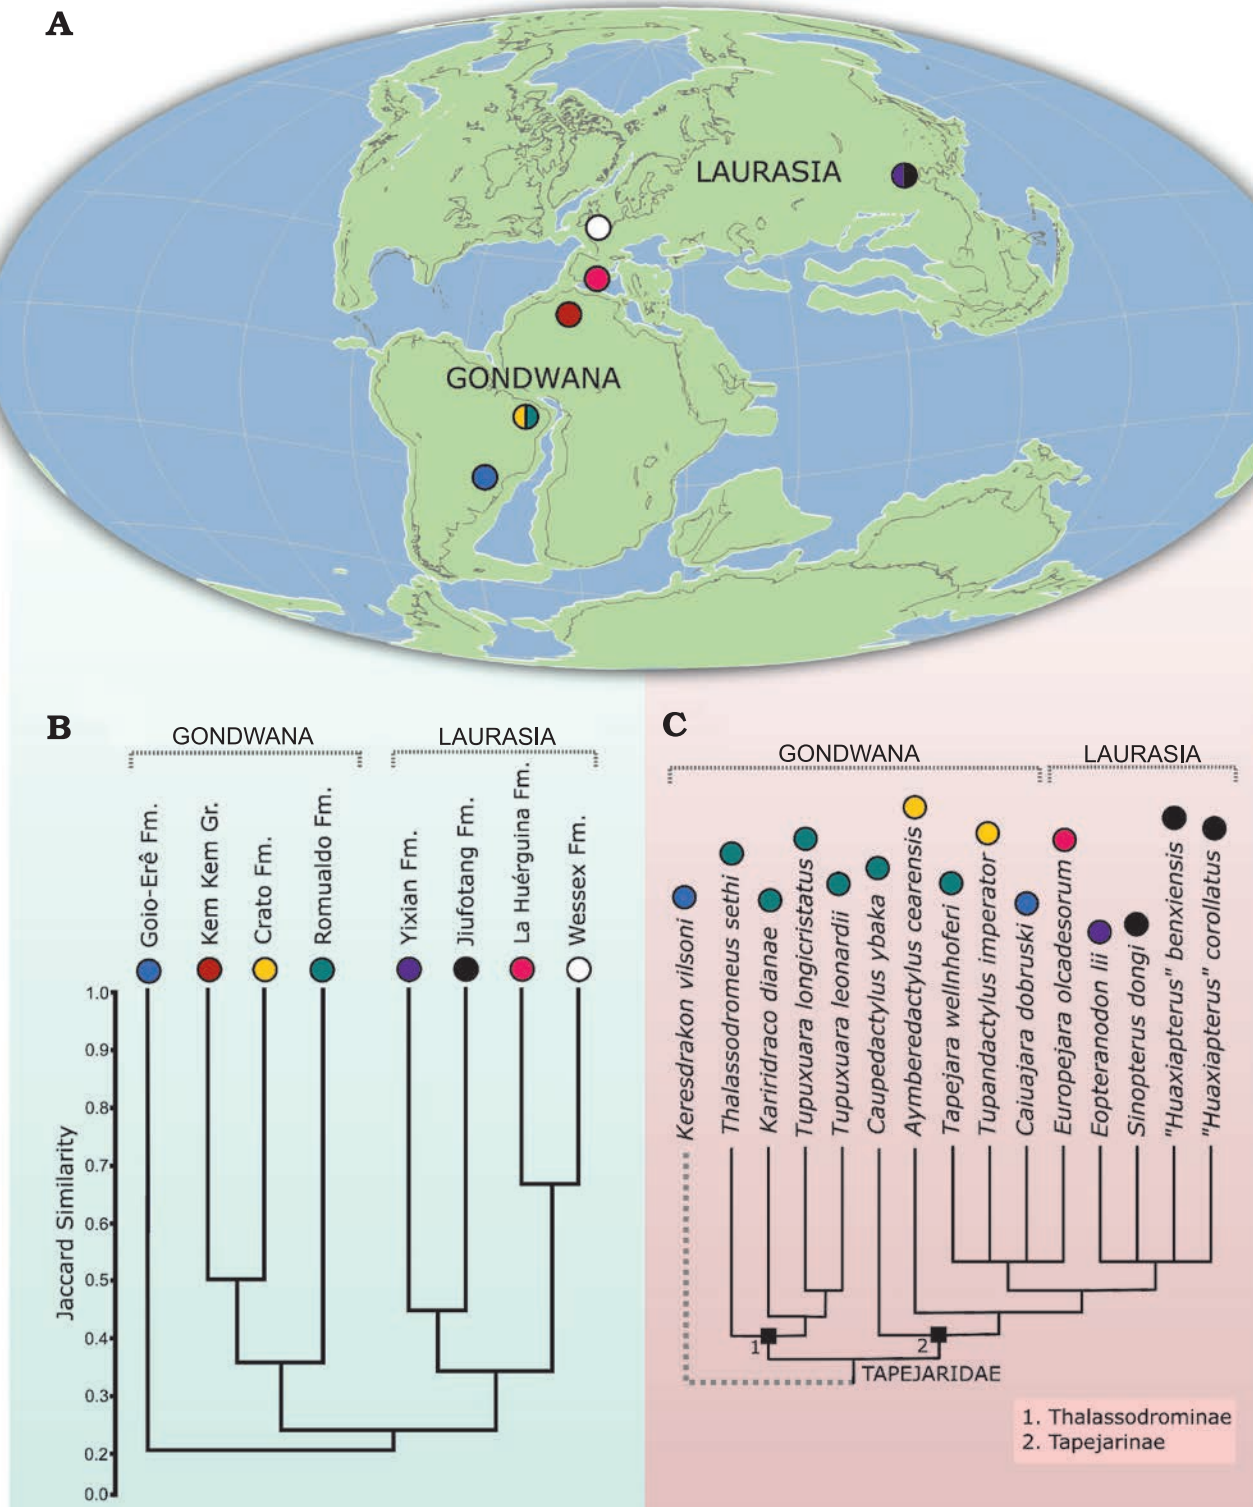 A
LAURASIA
GONDWANA
B
GONDWANA
LAURASIA
Goio-Erê Fm.
Kem Kem Gr.
Crato Fm.
Romualdo Fm.
Yixian Fm.
Jiufotang Fm.
La Huérguina Fm.
Wessex Fm.
Jaccard Similarity
1.0
0.9
0.8
0.7
0.6
0.5
0.4
0.3
0.2
0.0
C
GONDWANA
LAURASIA
Keresdrakon vilsoni
Thalassodromeus sethi
Kariridraco dianae
Tupuxuara longicristatus
Tupuxuara leonardii
Caupedactylus ybaka
Aymberedactylus cearensis
Tapejara wellnhoferi
Tupandactylus imperator
Caiuajara dobruski
Europejara olcadesorum
Eopteranodon lii
Sinopterus dongi
"Huaxiapterus" benxiensis
"Huaxiapterus" corollatus
1
2
TAPEJARIDAE
1. Thalassodrominae
2. Tapejarinae